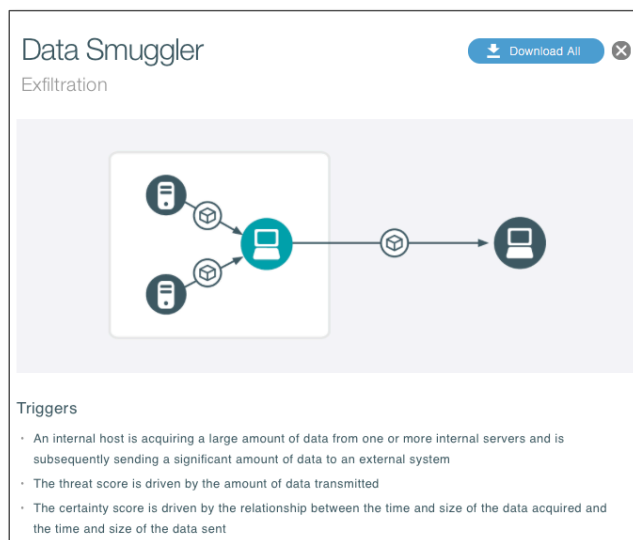 Data Smuggler
Download All
Exfiltration
Triggers
· An internal host is acquiring a large amount of data from one or more internal servers and is
subsequently sending a significant amount of data to an external system
· The threat score is driven by the amount of data transmitted
· The certainty score is driven by the relationship between the time and size of the data acquired and
the time and size of the data sent